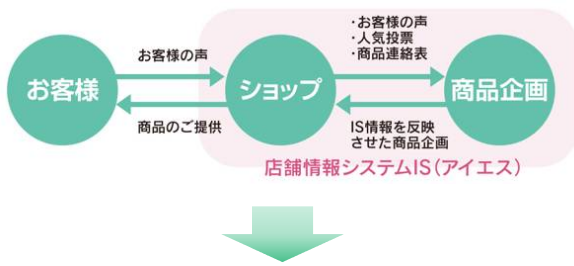 ・お客様の声
・人気投票
・商品連絡表
お客様の声
お客様
ショップ
商品企画
商品のご提供
IS情報を反映
させた商品企画
店舗情報システムIS(アイエス)